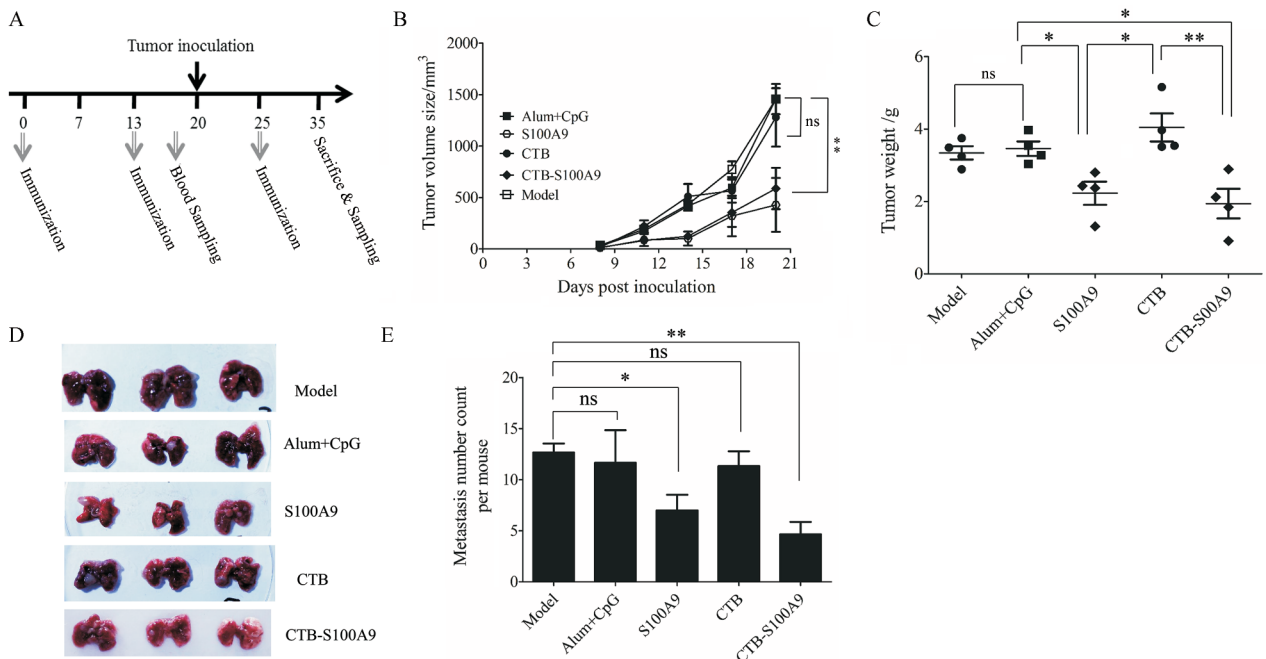 A
Tumor inoculation
0 7 13 20 25 35
Immunization
Immunization
Blood Sampling
Immunization
Sacrifice & Sampling
B
Tumor volume size/mm³
2000
1500
1000
500
0
Alum+CpG
S100A9
CTB
CTB-S100A9
Model
ns
**
0 3 6 9 12 15 18 21
Days post inoculation
C
Tumor weight /g
6
4
2
0
*
* * **
ns
Model
Alum+CpG
S100A9
CTB
CTB-S00A9
D
Model
Alum+CpG
S100A9
CTB
CTB-S100A9
E
**
ns
*
ns
Metastasis number count
per mouse
20
15
10
5
0
Model
Alum+CpG
S100A9
CTB
CTB-S100A9